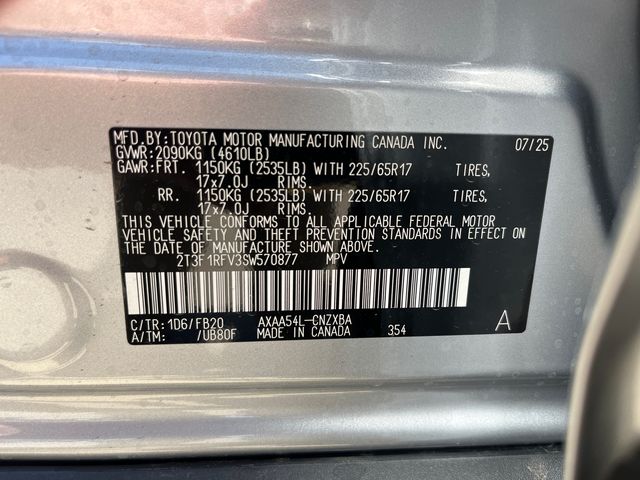 MFD.BY:TOYOTA MOTOR MANUFACTURING CANADA INC. 07/25
GVWR:2090KG (4610LB)
GAWR:FRT. 1150KG (2535LB) WITH 225/65R17 TIRES,
17x7.0J RIMS.
RR. 1150KG (2535LB) WITH 225/65R17 TIRES,
17x7.0J RIMS.
THIS VEHICLE CONFORMS TO ALL APPLICABLE FEDERAL MOTOR
VEHICLE SAFETY AND THEFT PREVENTION STANDARDS IN EFFECT ON
THE DATE OF MANUFACTURE SHOWN ABOVE.
2T3F1RFV3SW570877 MPV
C/TR:1D6/FB20 AXAA54L-CNZXBA
A/TM: /UB80F MADE IN CANADA 354 A